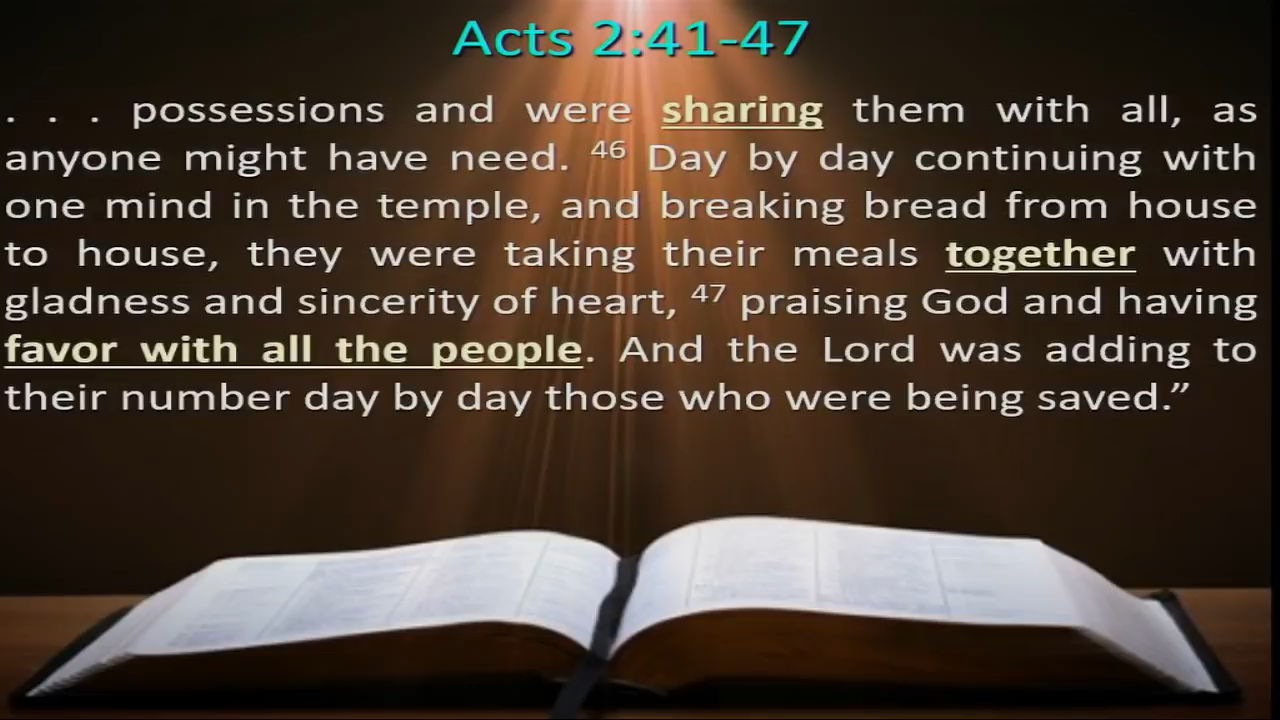 Acts 2:41-47
. . . possessions and were sharing them with all, as
anyone might have need. 46 Day by day continuing with
one mind in the temple, and breaking bread from house
to house, they were taking their meals together with
gladness and sincerity of heart, 47 praising God and having
favor with all the people. And the Lord was adding to
their number day by day those who were being saved.”